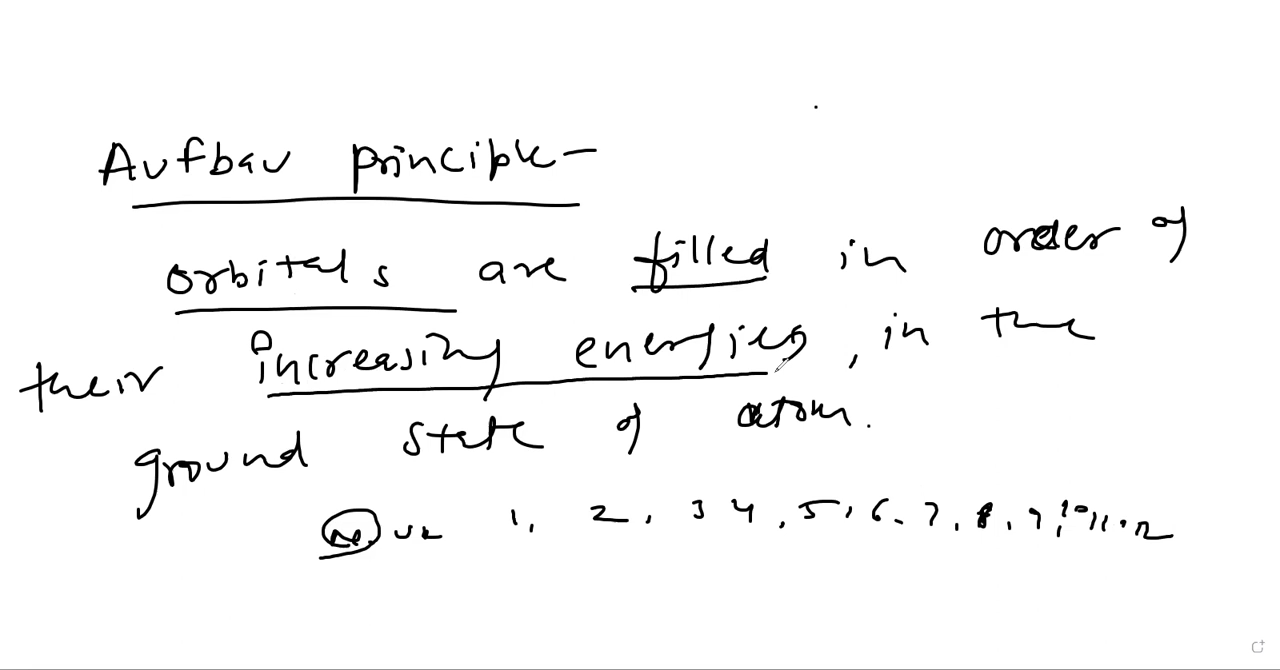 Aufbau principle -
orbitals are filled in order of
their increasing energies, in the
ground state of atom.
1, 2, 3 4, 5, 6, 7, 8, 9, 10, 11, 12